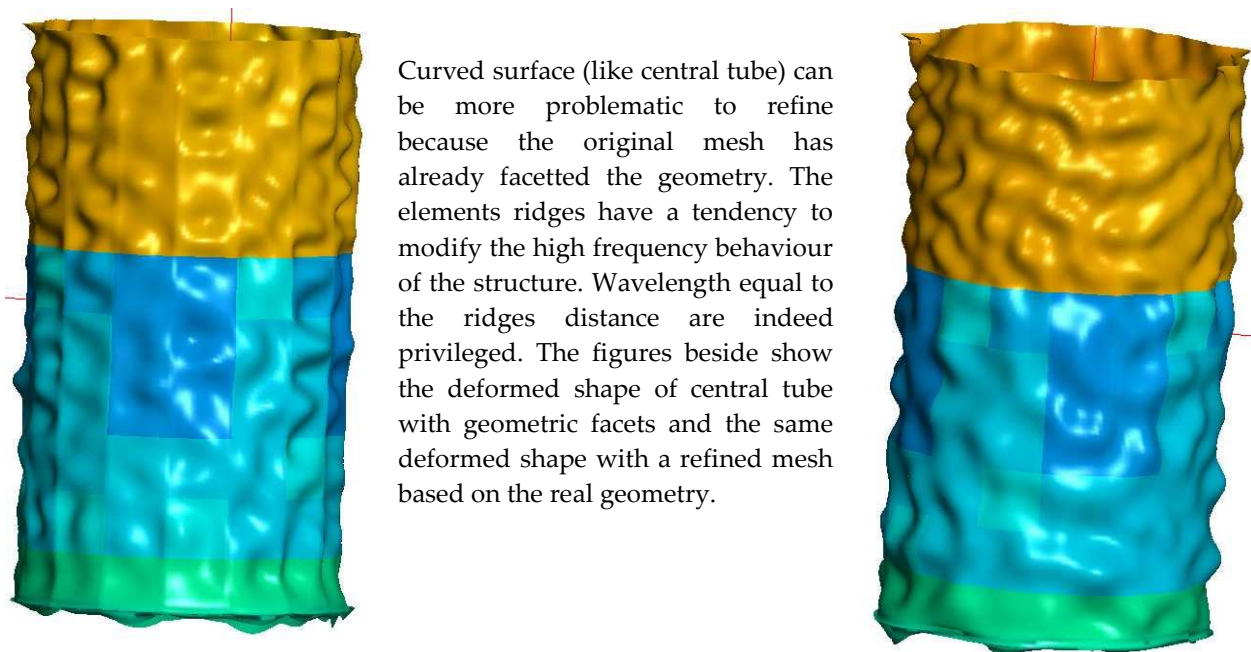 Curved surface (like central tube) can
be more problematic to refine
because the original mesh has
already facetted the geometry. The
elements ridges have a tendency to
modify the high frequency behaviour
of the structure. Wavelength equal to
the ridges distance are indeed
privileged. The figures beside show
the deformed shape of central tube
with geometric facets and the same
deformed shape with a refined mesh
based on the real geometry.